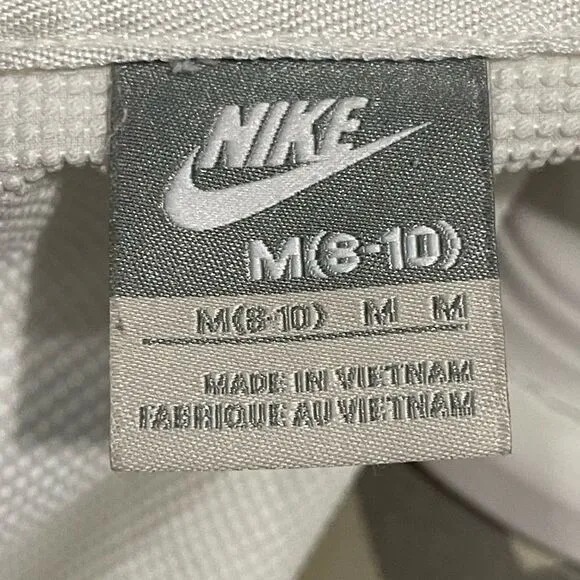 NIKE
M(8-10)
M(8-10) M M
MADE IN VIETNAM
FABRIQUE AU VIETNAM